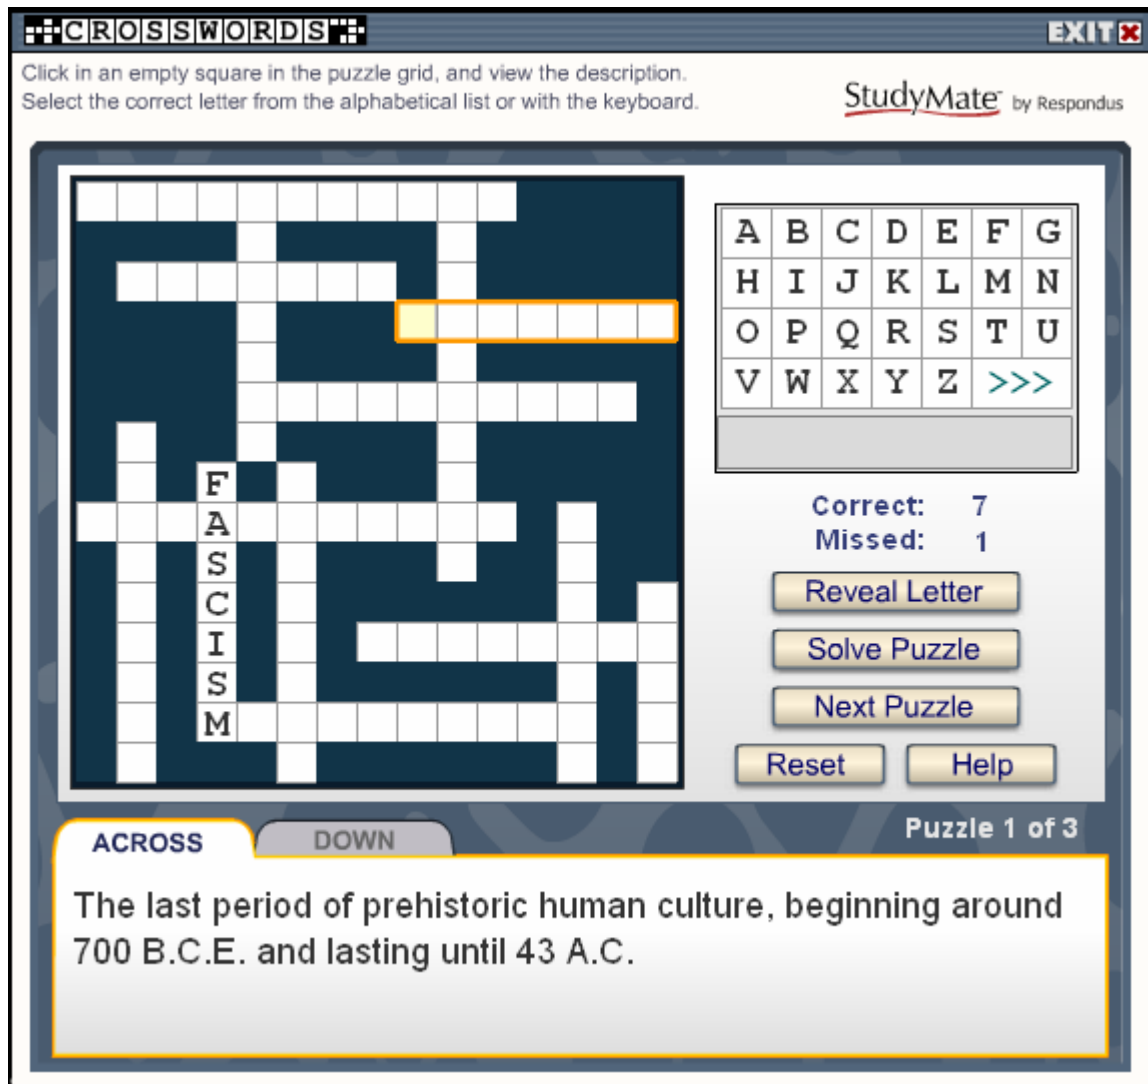 CROSSWORDS
EXIT
Click in an empty square in the puzzle grid, and view the description.
Select the correct letter from the alphabetical list or with the keyboard.
StudyMate by Respondus
A B C D E F G
H I J K L M N
O P Q R S T U
V W X Y Z >>>
F
A
S
C
I
S
M
Correct: 7
Missed: 1
Reveal Letter
Solve Puzzle
Next Puzzle
Reset Help
Puzzle 1 of 3
ACROSS DOWN
The last period of prehistoric human culture, beginning around
700 B.C.E. and lasting until 43 A.C.